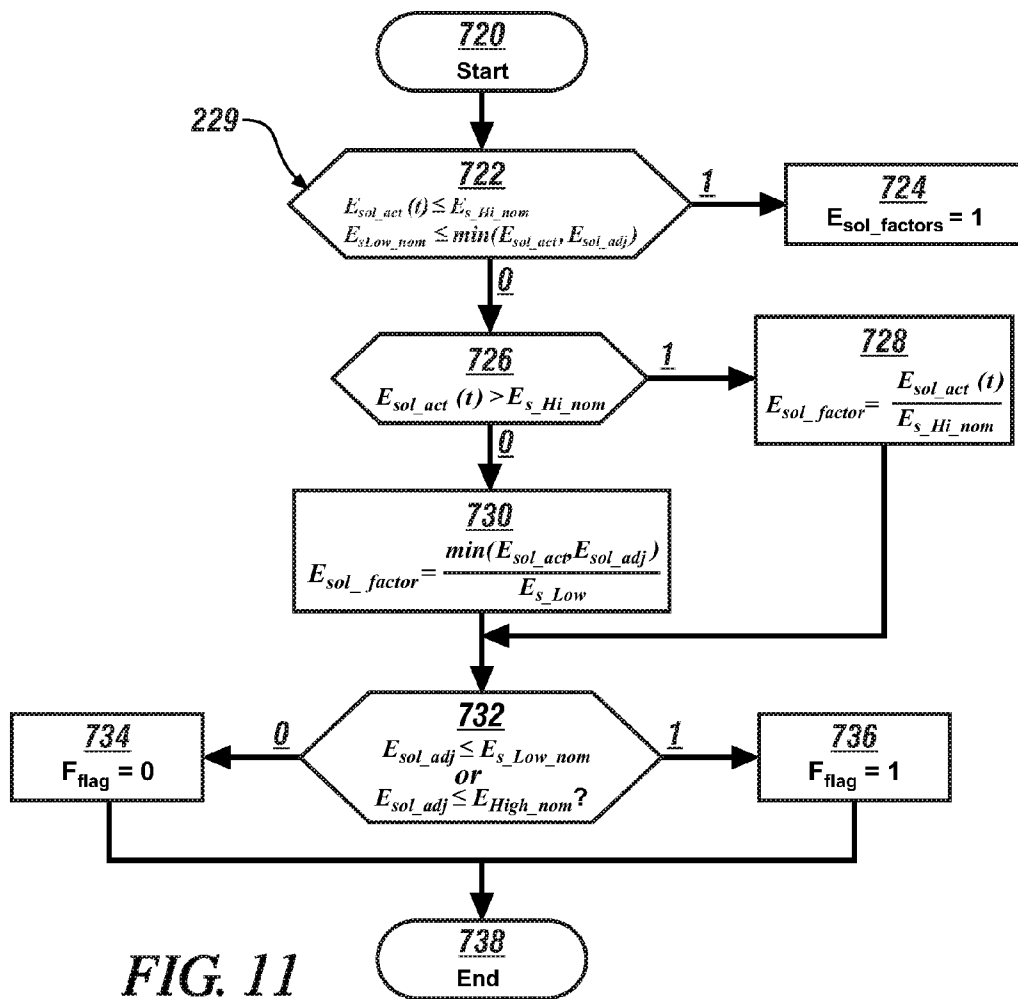 720
Start
229
722
E_sol_act (t) ≤ E_s_Hi_nom
E_sLow_nom ≤ min(E_sol_act, E_sol_adj)
1
724
E_sol_factors = 1
0
726
E_sol_act (t) > E_s_Hi_nom
1
728
E_sol_factor = E_sol_act (t) / E_s_Hi_nom
0
730
E_sol_factor = min(E_sol_act, E_sol_adj) / E_s_Low
732
E_sol_adj ≤ E_s_Low_nom
or
E_sol_adj ≤ E_High_nom ?
0
734
F_flag = 0
1
736
F_flag = 1
738
End
FIG. 11